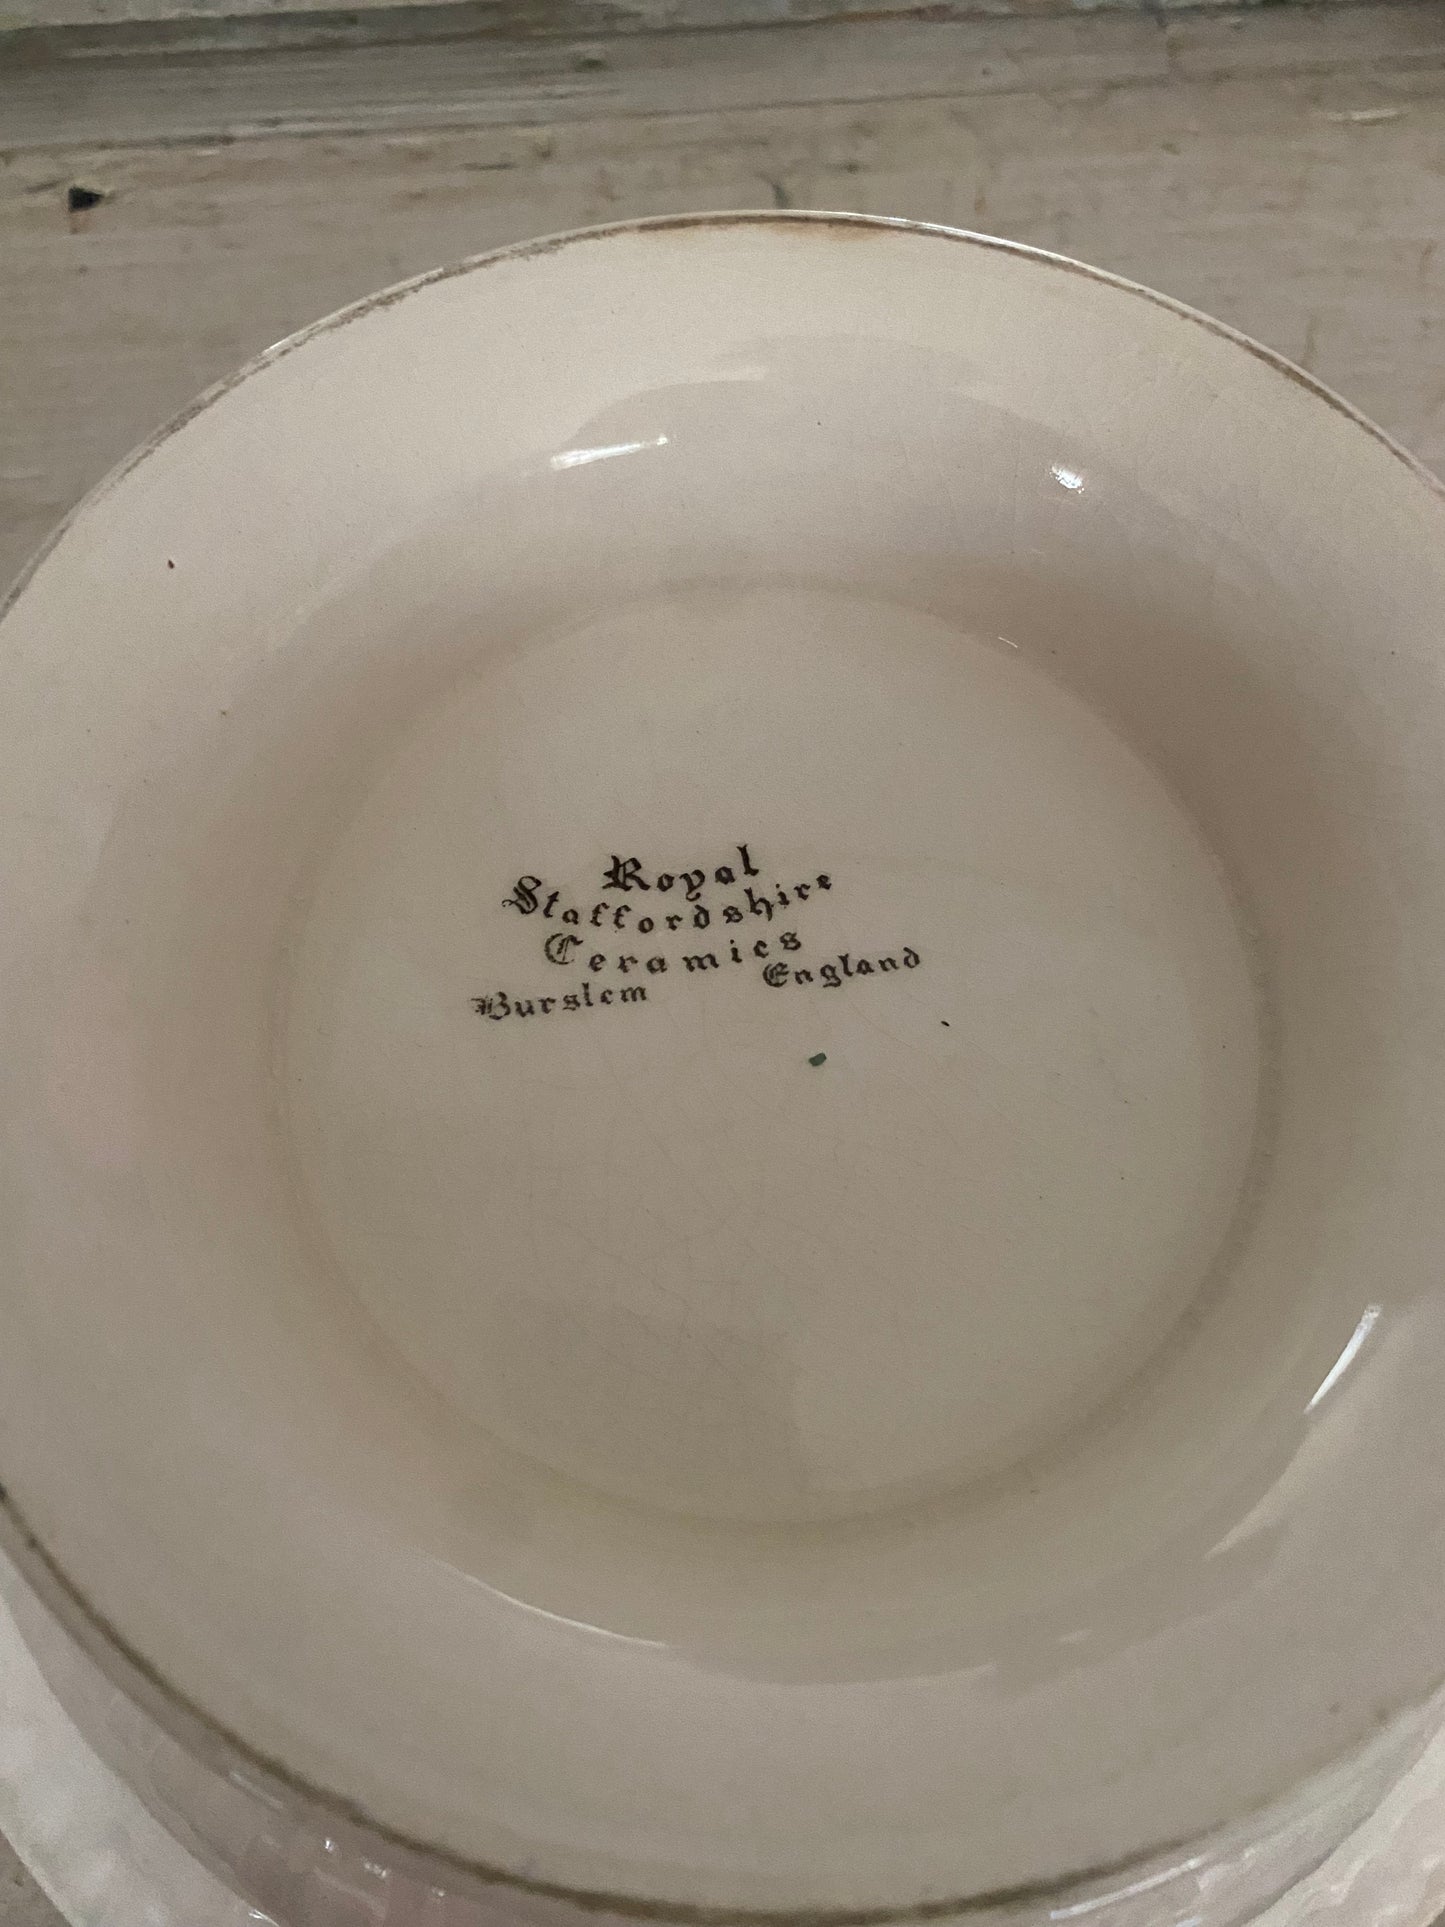 Royal
Staffordshire
Ceramics
Burslem England